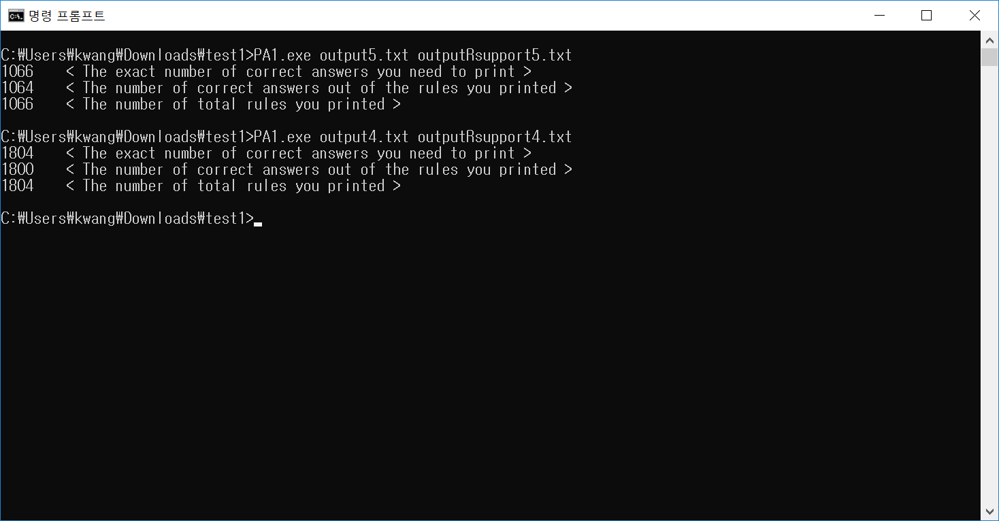 명령 프롬프트
C:₩Users₩kwang₩Downloads₩test1>PA1.exe output5.txt outputRsupport5.txt
1066    < The exact number of correct answers you need to print >
1064    < The number of correct answers out of the rules you printed >
1066    < The number of total rules you printed >
C:₩Users₩kwang₩Downloads₩test1>PA1.exe output4.txt outputRsupport4.txt
1804    < The exact number of correct answers you need to print >
1800    < The number of correct answers out of the rules you printed >
1804    < The number of total rules you printed >
C:₩Users₩kwang₩Downloads₩test1>